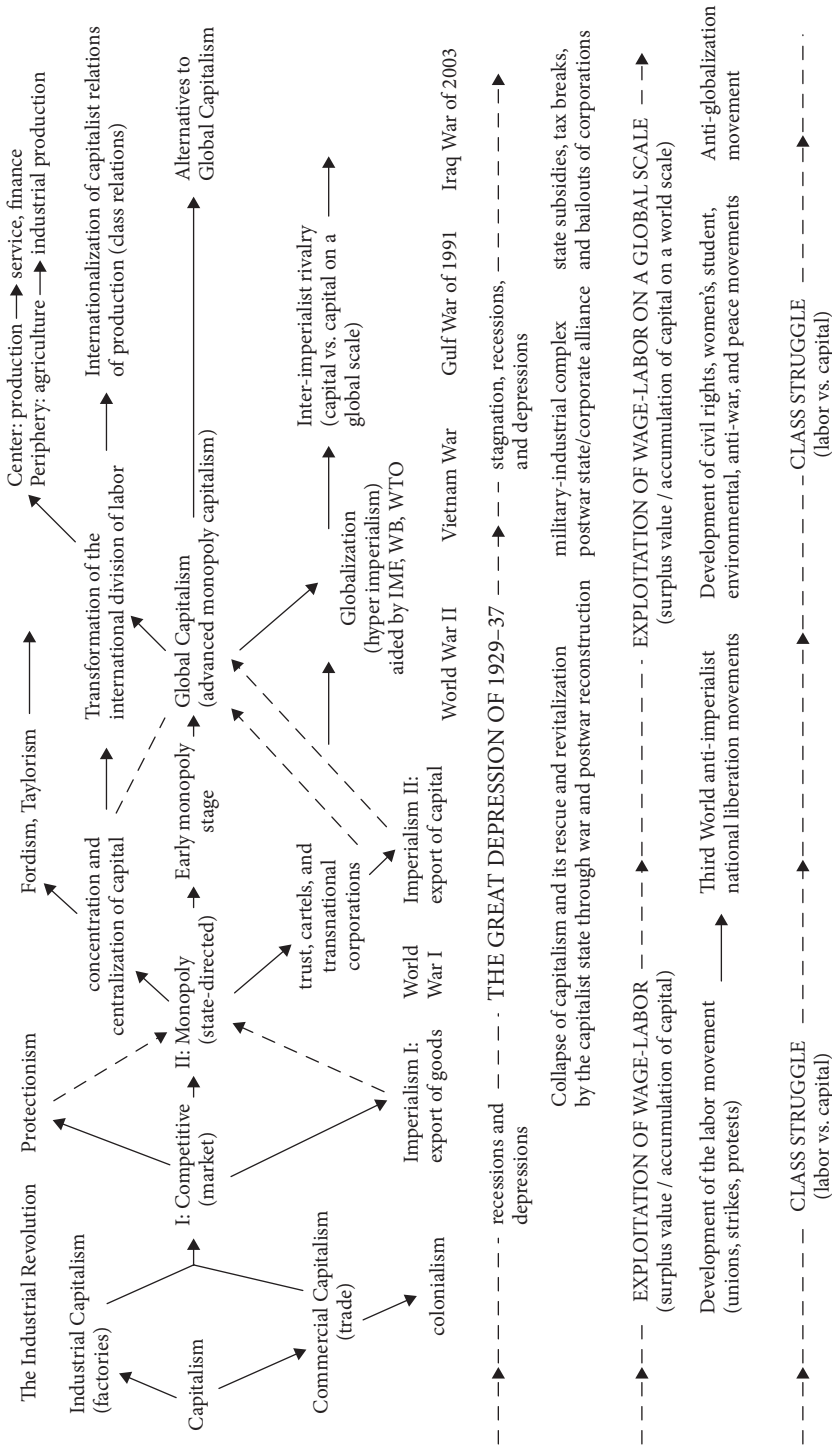 The Industrial Revolution
Protectionism
Fordism, Taylorism
Center: production service, finance
Periphery: agriculture industrial production
Industrial Capitalism
(factories)
concentration and
centralization of capital
Transformation of the
international division of labor
Internationalization of capitalist relations
of production (class relations)
Capitalism
I: Competitive
(market)
II: Monopoly
(state-directed)
Early monopoly
stage
Global Capitalism
(advanced monopoly capitalism)
Alternatives to
Global Capitalism
Commercial Capitalism
(trade)
trust, cartels, and
transnational
corporations
Globalization
(hyper imperialism)
aided by IMF, WB, WTO
Inter-imperialist rivalry
(capital vs. capital on a
global scale)
colonialism
Imperialism I:
export of goods
World
War I
Imperialism II:
export of capital
World War II
Vietnam War
Gulf War of 1991
Iraq War of 2003
recessions and
depressions
THE GREAT DEPRESSION OF 1929–37
stagnation, recessions,
and depressions
Collapse of capitalism and its rescue and revitalization
by the capitalist state through war and postwar reconstruction
military-industrial complex
postwar state/corporate alliance
state subsidies, tax breaks,
and bailouts of corporations
EXPLOITATION OF WAGE-LABOR
(surplus value / accumulation of capital)
EXPLOITATION OF WAGE-LABOR ON A GLOBAL SCALE
(surplus value / accumulation of capital on a world scale)
Development of the labor movement
(unions, strikes, protests)
Third World anti-imperialist
national liberation movements
Development of civil rights, women's, student,
environmental, anti-war, and peace movements
Anti-globalization
movement
CLASS STRUGGLE
(labor vs. capital)
CLASS STRUGGLE
(labor vs. capital)